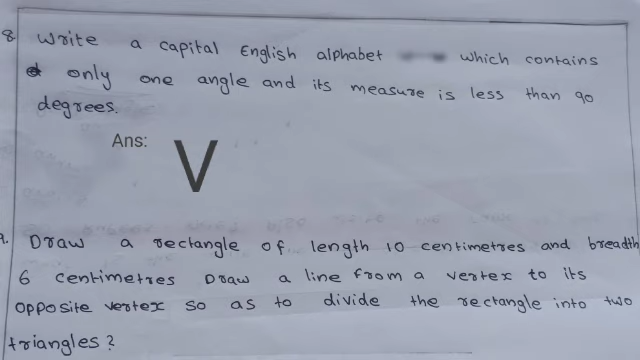 8. Write a capital English alphabet which contains
only one angle and its measure is less than 90
degrees.
Ans: V
9. Draw a rectangle of length 10 centimetres and breadth
6 centimetres Draw a line from a vertex to its
opposite vertex so as to divide the rectangle into two
triangles?